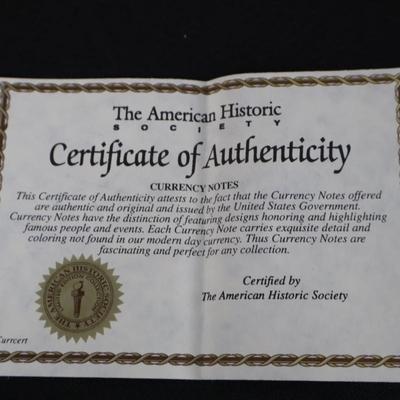 The American Historic
SOCIETY
Certificate of Authenticity
CURRENCY NOTES
This Certificate of Authenticity attests to the fact that the Currency Notes offered
are authentic and original and issued by the United States Government.
Currency Notes have the distinction of featuring designs honoring and highlighting
famous people and events. Each Currency Note carries exquisite detail and
coloring not found in our modern day currency. Thus Currency Notes are
fascinating and perfect for any collection.
Certified by
The American Historic Society
THE AMERICAN HISTORIC SOCIETY
Currcert